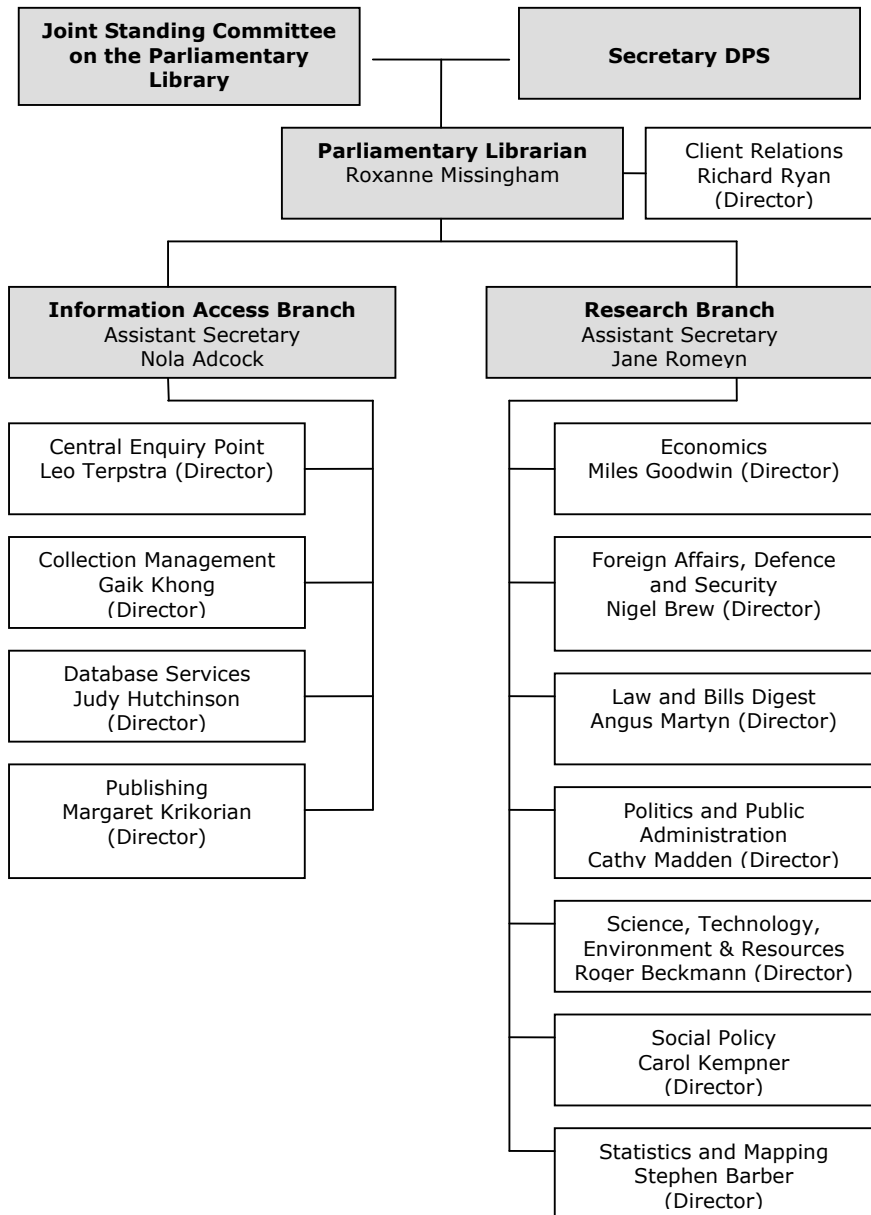 Joint Standing Committee
on the Parliamentary
Library
Secretary DPS
Parliamentary Librarian
Roxanne Missingham
Client Relations
Richard Ryan
(Director)
Information Access Branch
Assistant Secretary
Nola Adcock
Research Branch
Assistant Secretary
Jane Romeyn
Central Enquiry Point
Leo Terpstra (Director)
Collection Management
Gaik Khong
(Director)
Database Services
Judy Hutchinson
(Director)
Publishing
Margaret Krikorian
(Director)
Economics
Miles Goodwin (Director)
Foreign Affairs, Defence
and Security
Nigel Brew (Director)
Law and Bills Digest
Angus Martyn (Director)
Politics and Public
Administration
Cathy Madden (Director)
Science, Technology,
Environment & Resources
Roger Beckmann (Director)
Social Policy
Carol Kempner
(Director)
Statistics and Mapping
Stephen Barber
(Director)